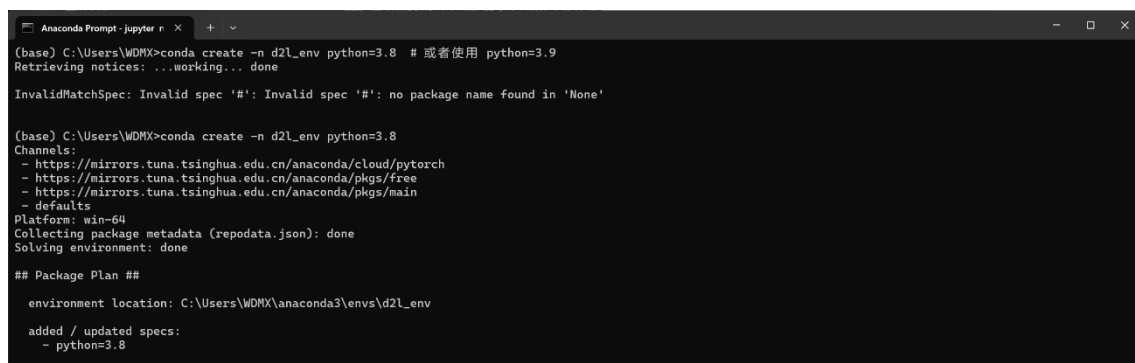 Anaconda Prompt - jupyter n
(base) C:\Users\WDMX>conda create -n d2l_env python=3.8  # 或者使用 python=3.9
Retrieving notices: ...working... done
InvalidMatchSpec: Invalid spec '#': Invalid spec '#': no package name found in 'None'
(base) C:\Users\WDMX>conda create -n d2l_env python=3.8
Channels:
 - https://mirrors.tuna.tsinghua.edu.cn/anaconda/cloud/pytorch
 - https://mirrors.tuna.tsinghua.edu.cn/anaconda/pkgs/free
 - https://mirrors.tuna.tsinghua.edu.cn/anaconda/pkgs/main
 - defaults
Platform: win-64
Collecting package metadata (repodata.json): done
Solving environment: done
## Package Plan ##
  environment location: C:\Users\WDMX\anaconda3\envs\d2l_env
  added / updated specs:
    - python=3.8